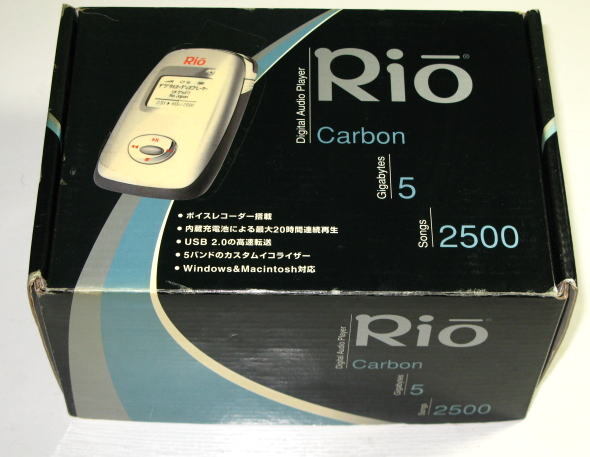 Rio
Digital Audio Player
Riō®
Carbon
Gigabytes
5
Songs
2500
• ボイスレコーダー搭載
• 内蔵充電池による最大20時間連続再生
• USB 2.0の高速転送
• 5バンドのカスタムイコライザー
• Windows&Macintosh対応
Digital Audio Player
Riō
Carbon
Gigabytes
5
Songs
2500